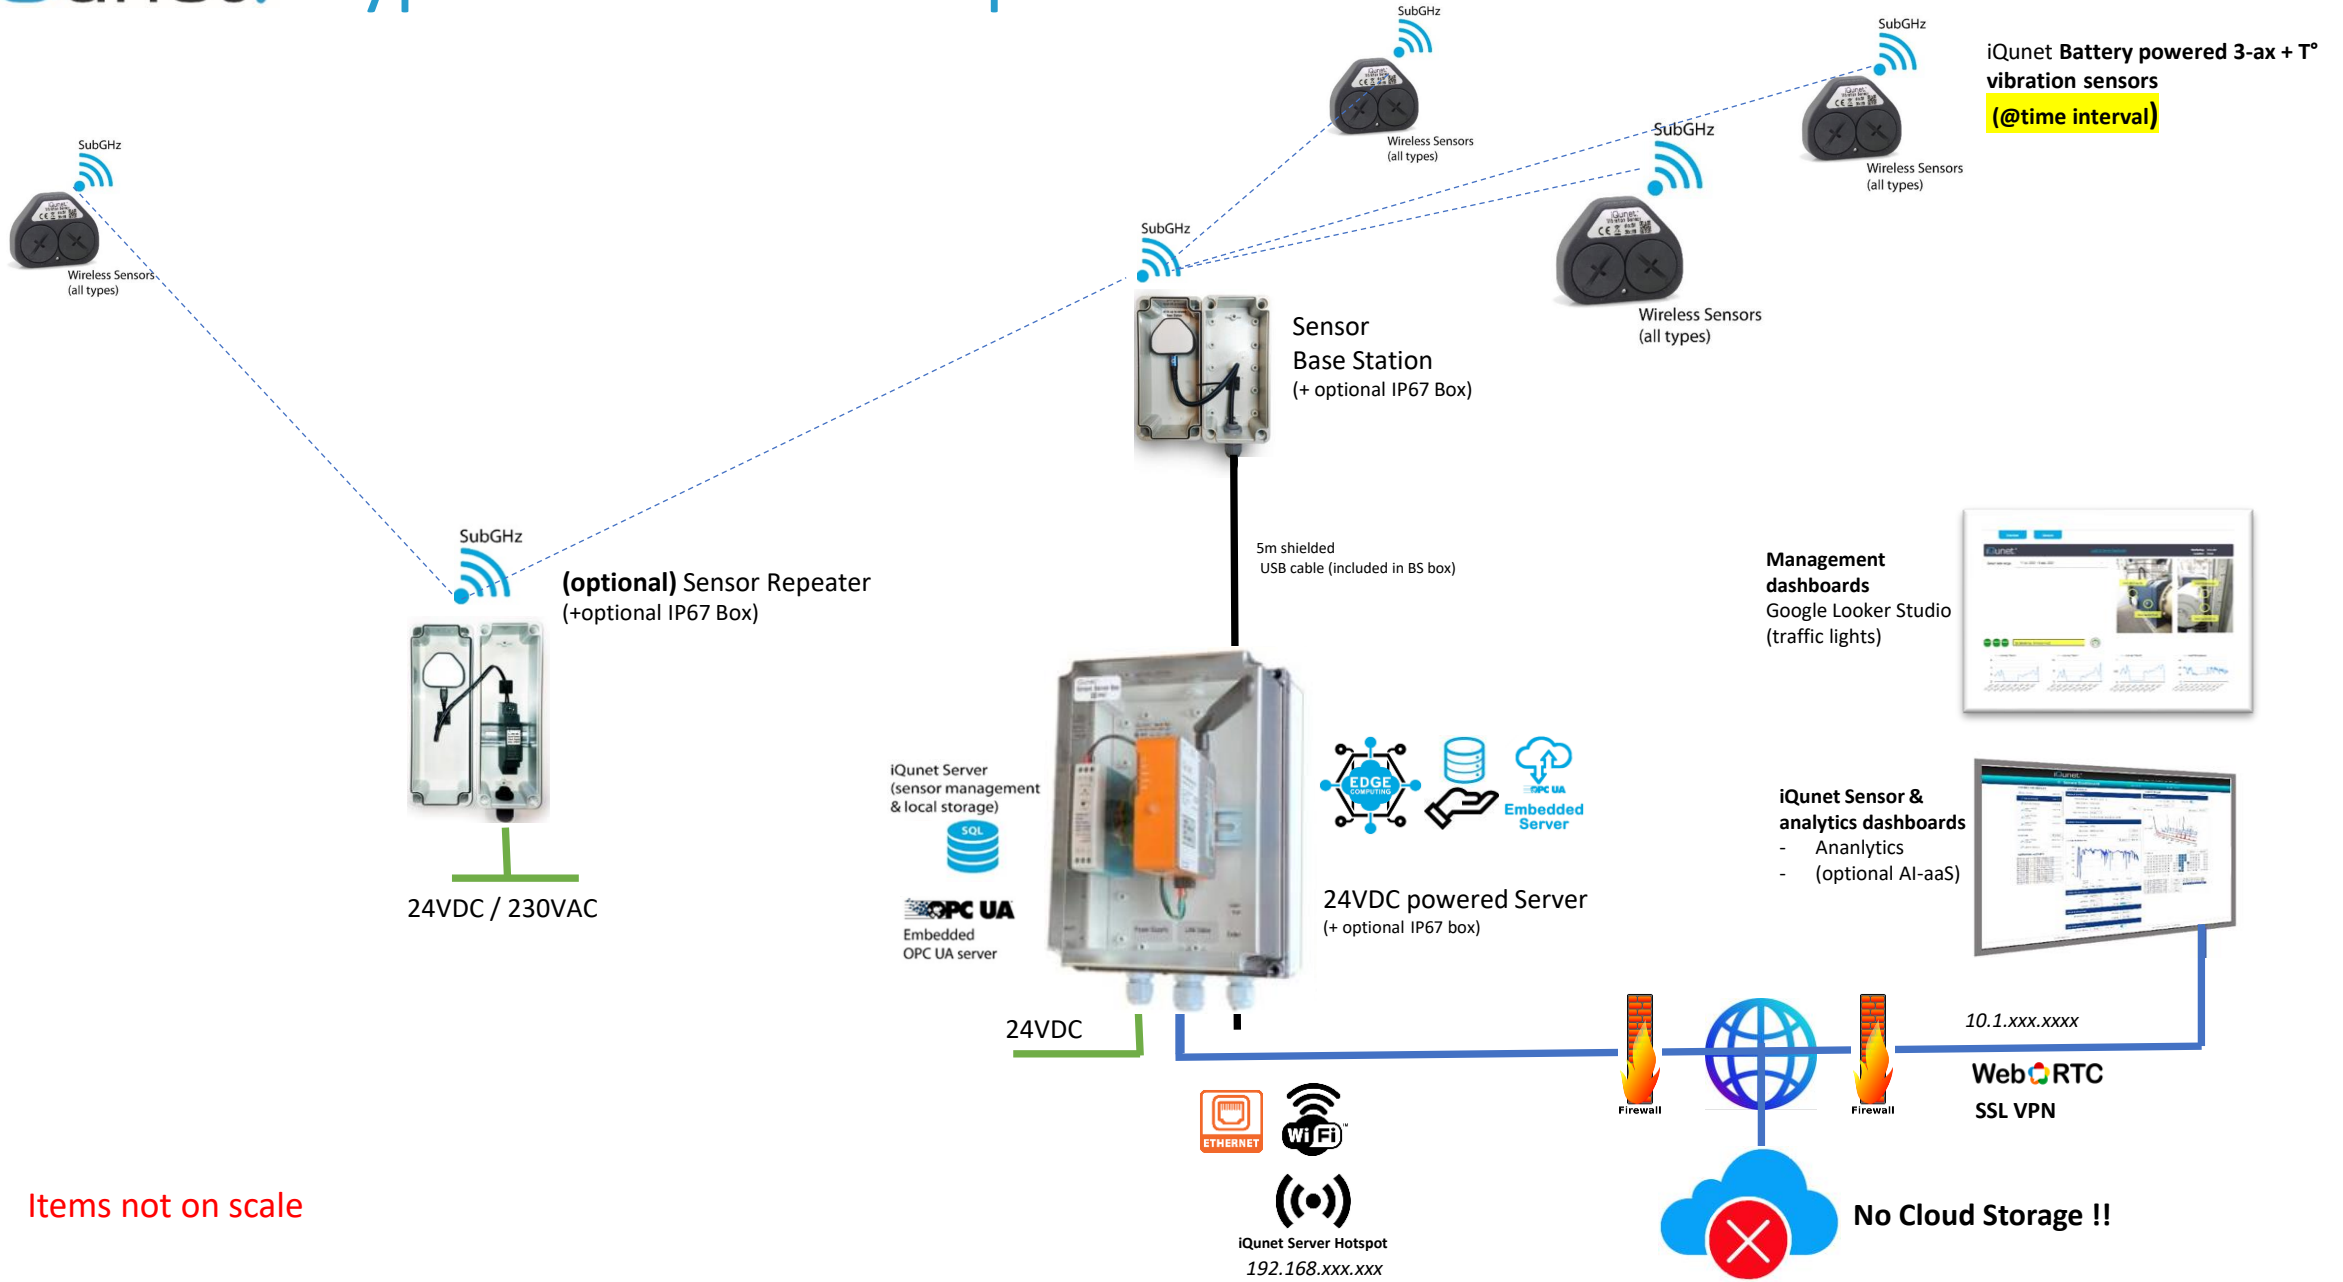 SubGHz
SubGHz
iQunet Battery powered 3-ax + T°
vibration sensors
(@time interval)
Wireless Sensors
(all types)
SubGHz
Wireless Sensors
(all types)
SubGHz
Wireless Sensors
(all types)
SubGHz
iQunet
Wireless Sensors
(all types)
Sensor
Base Station
(+ optional IP67 Box)
SubGHz
(optional) Sensor Repeater
(+optional IP67 Box)
5m shielded
USB cable (included in BS box)
24VDC / 230VAC
Management
dashboards
Google Looker Studio
(traffic lights)
iQunet Server
(sensor management
& local storage)
SQL
OPC UA
Embedded
OPC UA server
EDGE
COMPUTING
OPC UA
Embedded
Server
24VDC powered Server
(+ optional IP67 box)
iQunet Sensor &
analytics dashboards
- Ananlytics
- (optional AI-aaS)
24VDC
Firewall
Firewall
10.1.xxx.xxxx
WebRTC
SSL VPN
ETHERNET
WiFi
iQunet Server Hotspot
192.168.xxx.xxx
No Cloud Storage !!
Items not on scale